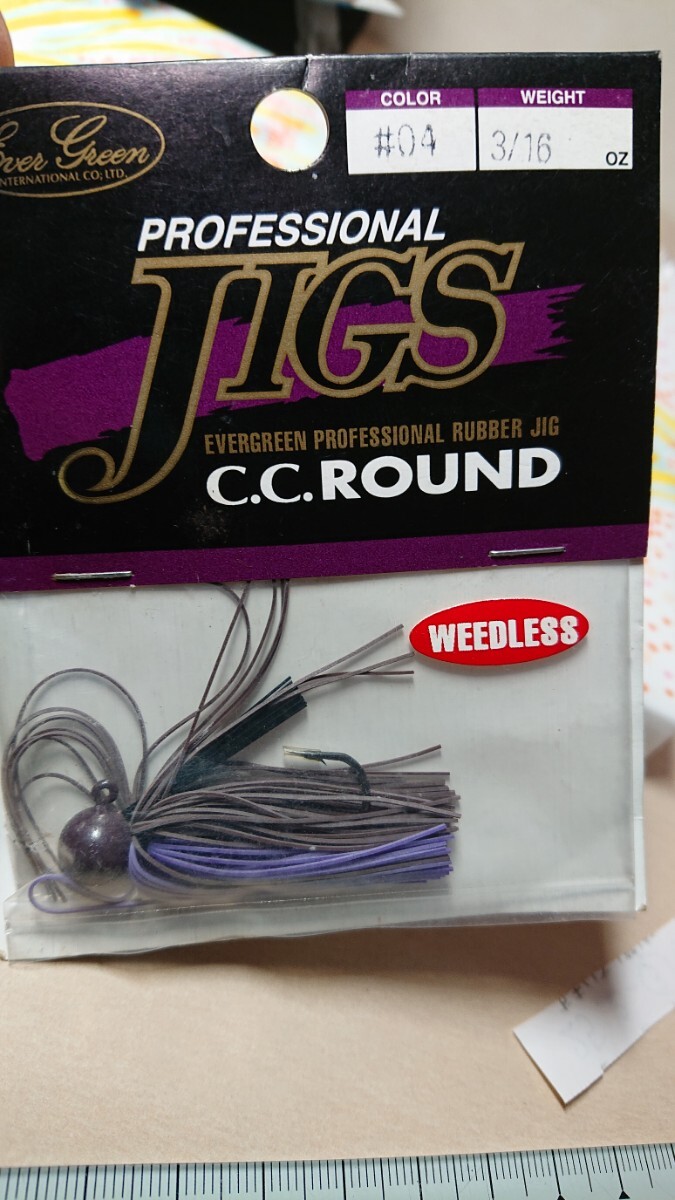 Ever Green
INTERNATIONAL CO; LTD.
COLOR
#04
WEIGHT
3/16 OZ
PROFESSIONAL
JIGS
EVERGREEN PROFESSIONAL RUBBER JIG
C.C. ROUND
WEEDLESS